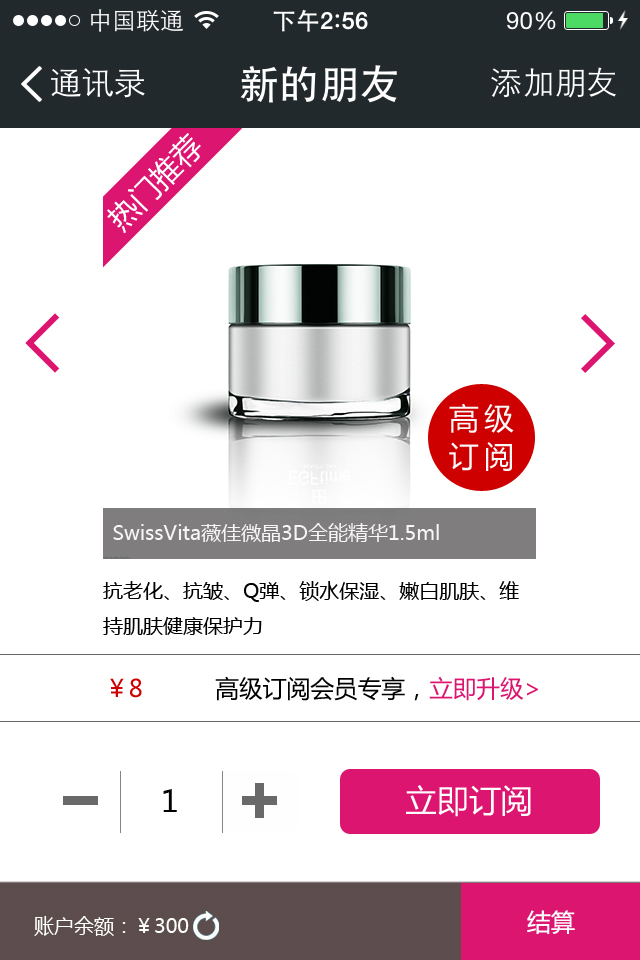 中国联通
下午2:56
90%
通讯录
新的朋友
添加朋友
热门推荐
高级
订阅
SwissVita薇佳微晶3D全能精华1.5ml
抗老化、抗皱、Q弹、锁水保湿、嫩白肌肤、维
持肌肤健康保护力
¥8
高级订阅会员专享，立即升级>
1
立即订阅
账户余额：¥300
结算